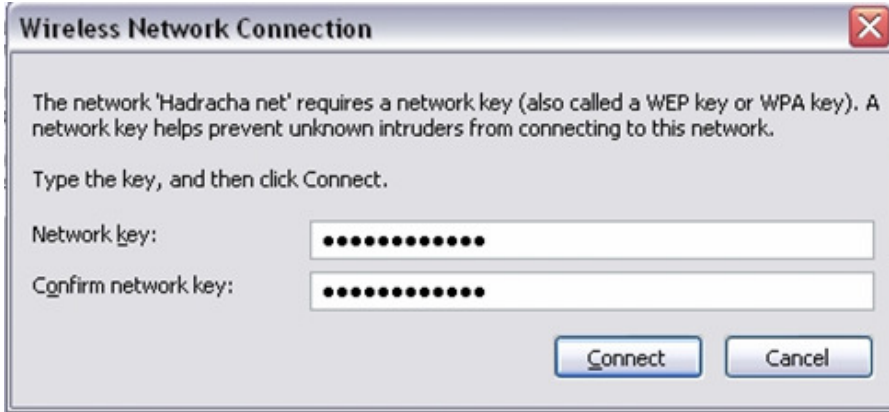 Wireless Network Connection
The network 'Hadracha net' requires a network key (also called a WEP key or WPA key). A
network key helps prevent unknown intruders from connecting to this network.
Type the key, and then click Connect.
Network key: ••••••••••••
Confirm network key: ••••••••••••
Connect Cancel